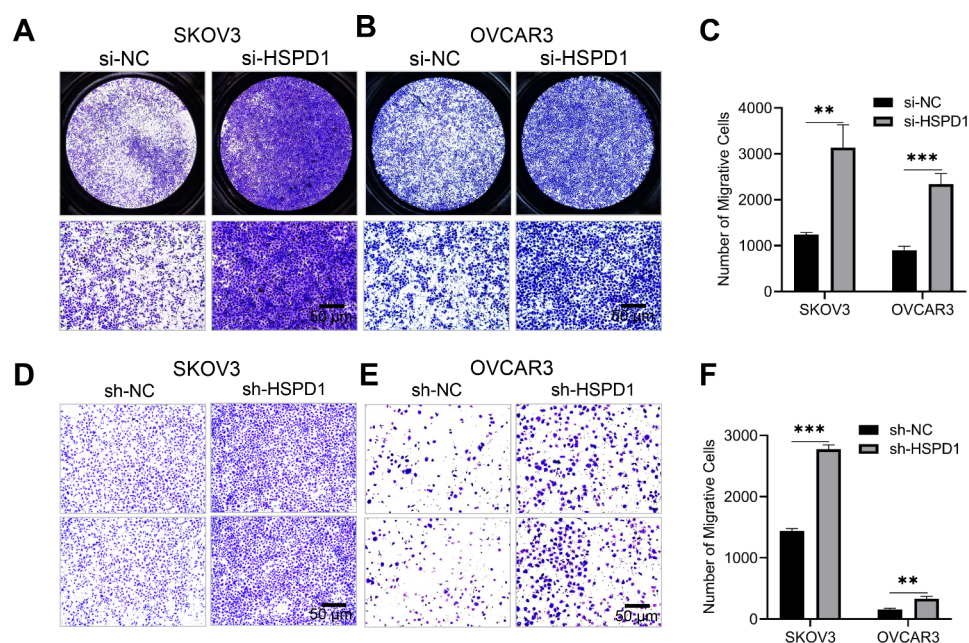 A
SKOV3
si-NC
si-HSPD1
50 μm
B
OVCAR3
si-NC
si-HSPD1
50 μm
C
si-NC
si-HSPD1
Number of Migrative Cells
4000
3000
2000
1000
0
**
***
SKOV3
OVCAR3
D
SKOV3
sh-NC
sh-HSPD1
50 μm
E
OVCAR3
sh-NC
sh-HSPD1
50 μm
F
sh-NC
sh-HSPD1
Number of Migrative Cells
3000
2000
1000
0
***
**
SKOV3
OVCAR3